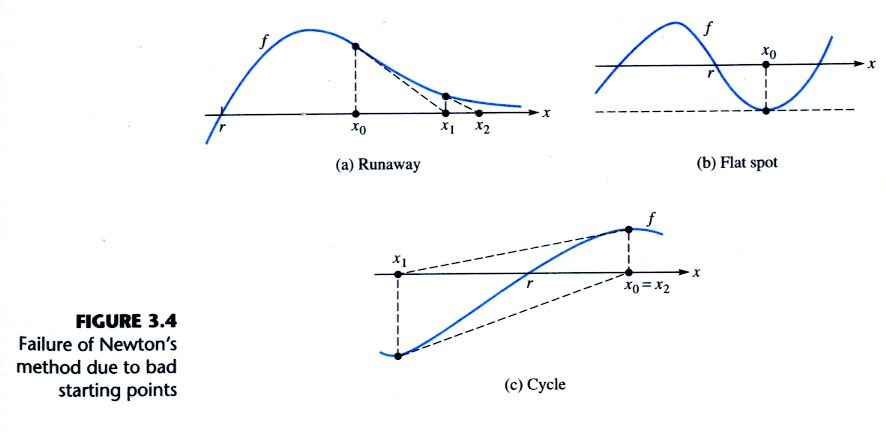 f
r
x₀
x₁
x₂
x
(a) Runaway
f
x₀
x
r
(b) Flat spot
f
x₁
x
r
x₀ = x₂
(c) Cycle
FIGURE 3.4
Failure of Newton's
method due to bad
starting points